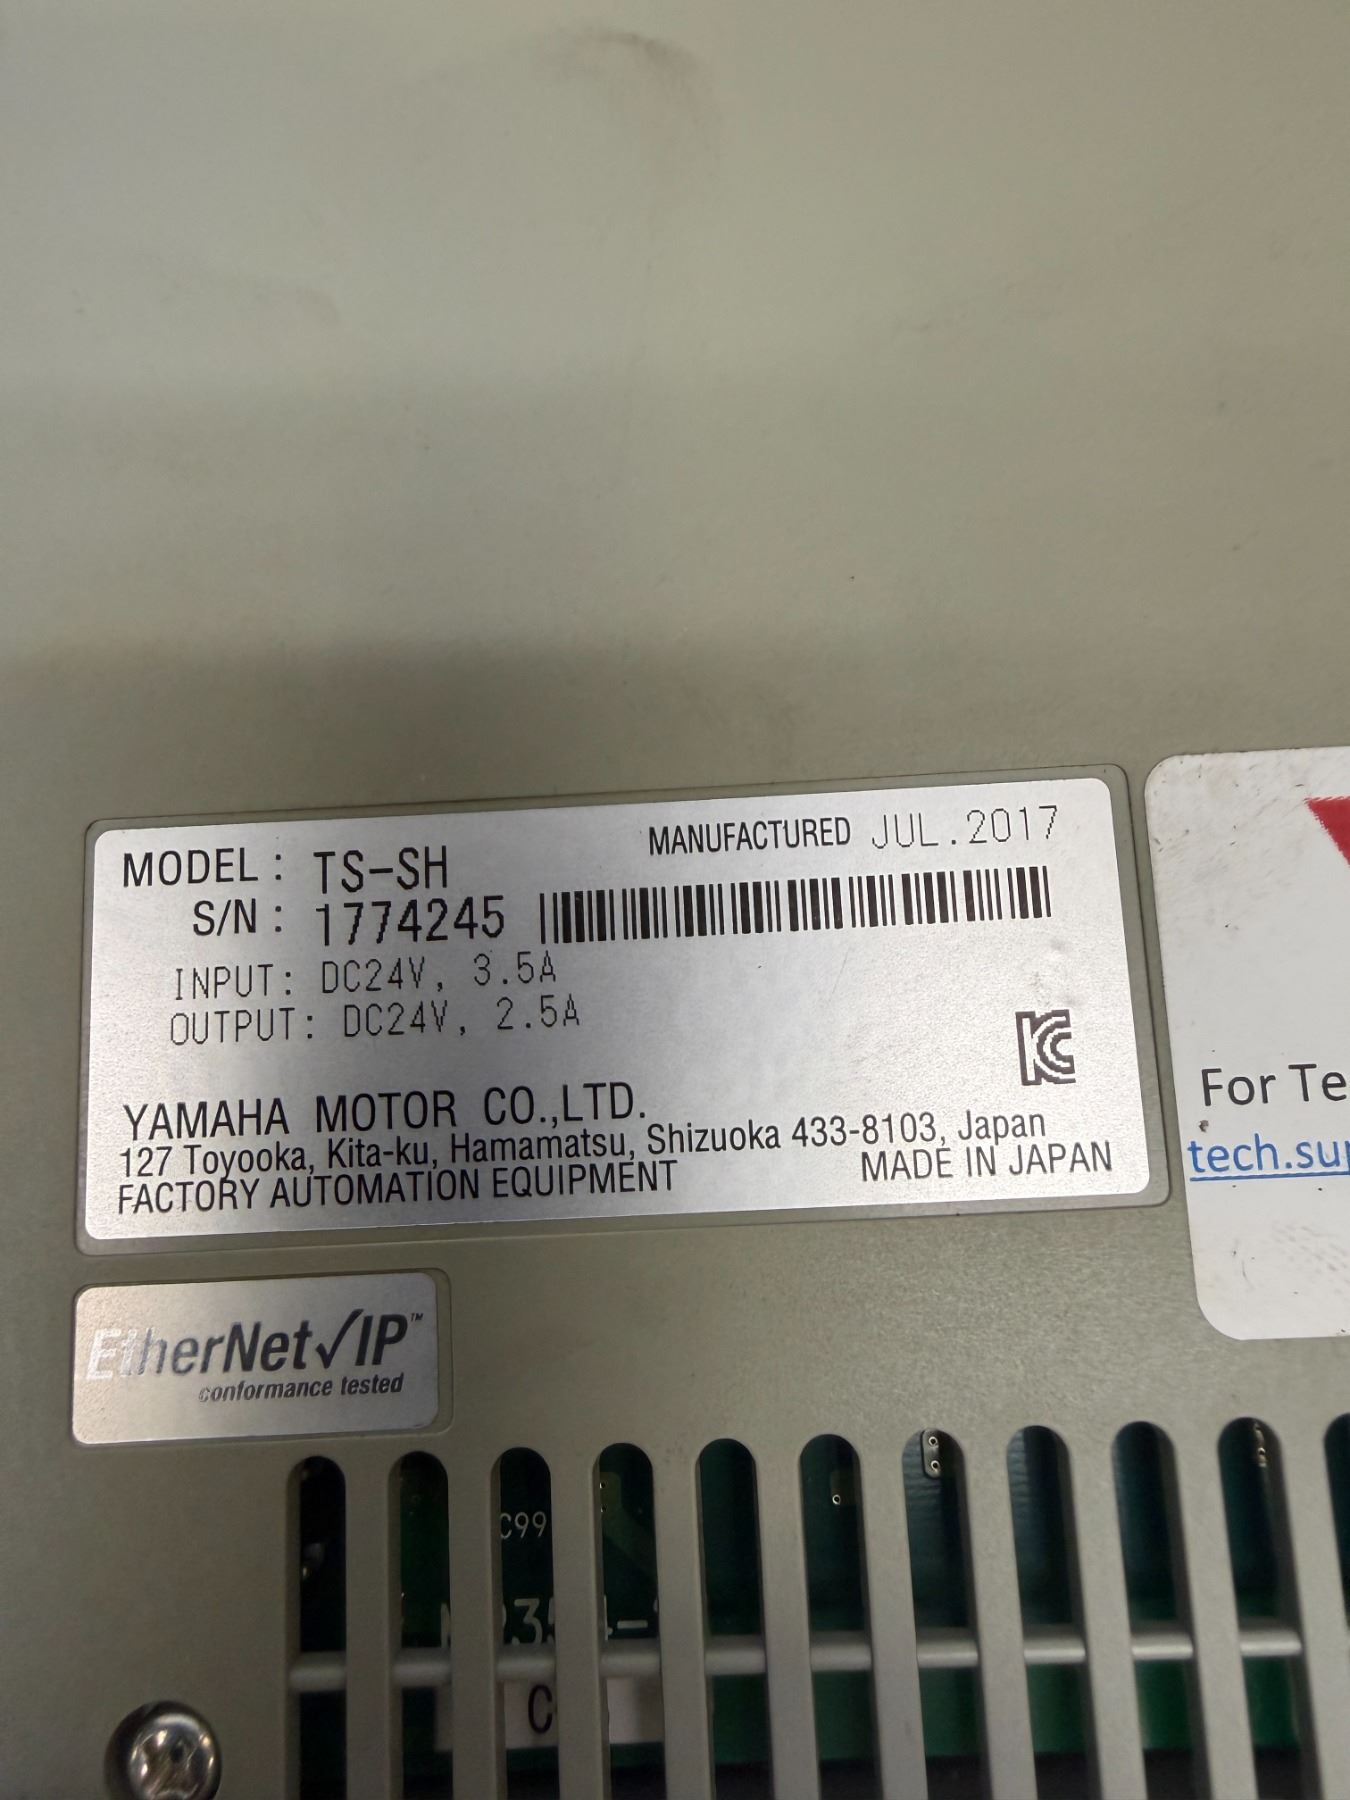 MODEL : TS-SH
MANUFACTURED JUL.2017
S/N : 1774245
INPUT: DC24V, 3.5A
OUTPUT: DC24V, 2.5A
YAMAHA MOTOR CO.,LTD.
127 Toyooka, Kita-ku, Hamamatsu, Shizuoka 433-8103, Japan
FACTORY AUTOMATION EQUIPMENT
MADE IN JAPAN
For Te
tech.sup
EtherNet/IP™
conformance tested
C99
C